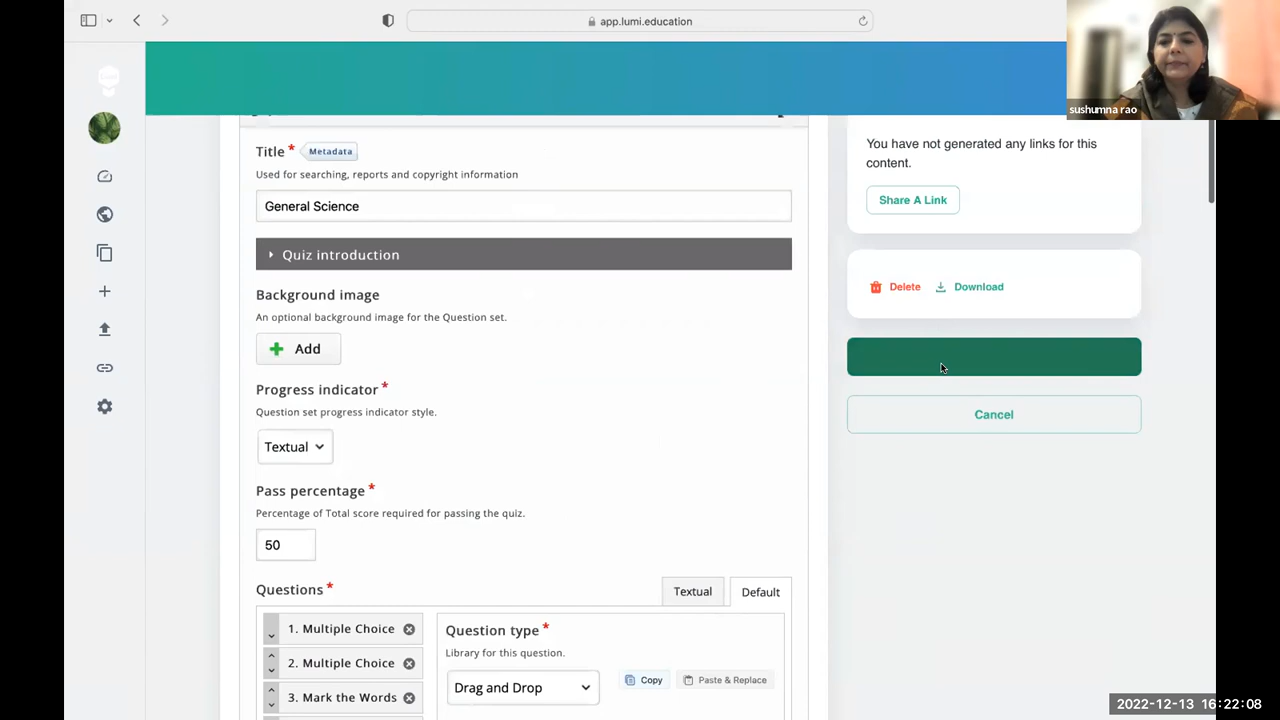 app.lumi.education
sushumna rao
Title * Metadata
Used for searching, reports and copyright information
General Science
Quiz introduction
Background image
An optional background image for the Question set.
Add
Progress indicator *
Question set progress indicator style.
Textual
Pass percentage *
Percentage of Total score required for passing the quiz.
50
Questions *
Textual
Default
1. Multiple Choice
2. Multiple Choice
3. Mark the Words
Question type *
Library for this question.
Drag and Drop
Copy
Paste & Replace
You have not generated any links for this
content.
Share A Link
Delete
Download
Cancel
2022-12-13 16:22:08